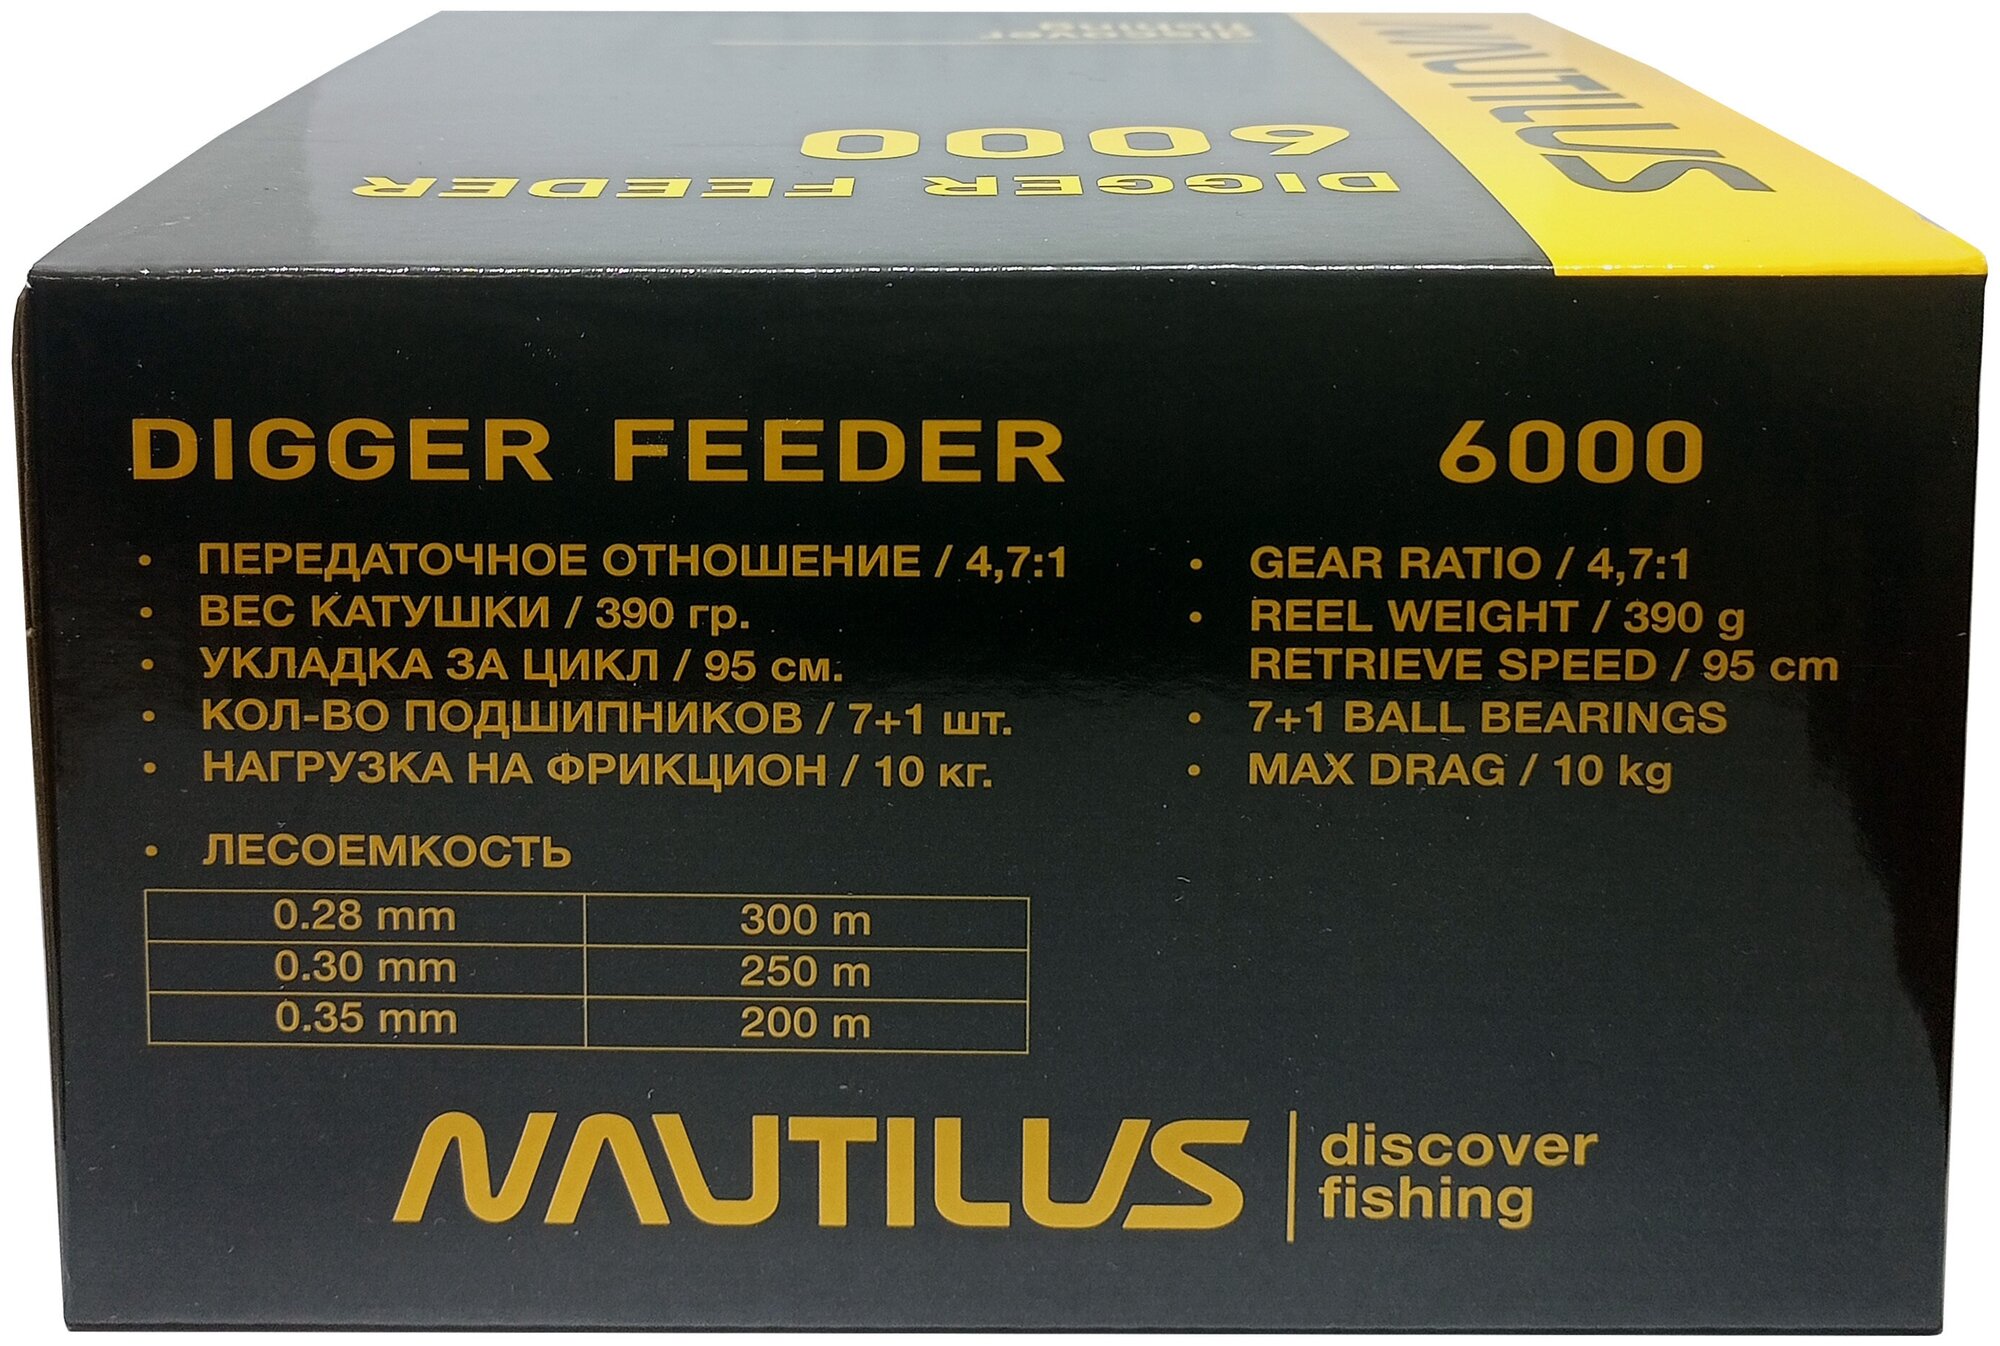 discover
fishing
NAUTILUS
DIGGER FEEDER
6000
DIGGER FEEDER 6000
• ПЕРЕДАТОЧНОЕ ОТНОШЕНИЕ / 4,7:1
• ВЕС КАТУШКИ / 390 гр.
• УКЛАДКА ЗА ЦИКЛ / 95 см.
• КОЛ-ВО ПОДШИПНИКОВ / 7+1 шт.
• НАГРУЗКА НА ФРИКЦИОН / 10 кг.
• GEAR RATIO / 4,7:1
• REEL WEIGHT / 390 g
RETRIEVE SPEED / 95 cm
• 7+1 BALL BEARINGS
• MAX DRAG / 10 kg
• ЛЕСОЕМКОСТЬ
0.28 mm 300 m
0.30 mm 250 m
0.35 mm 200 m
NAUTILUS
discover
fishing